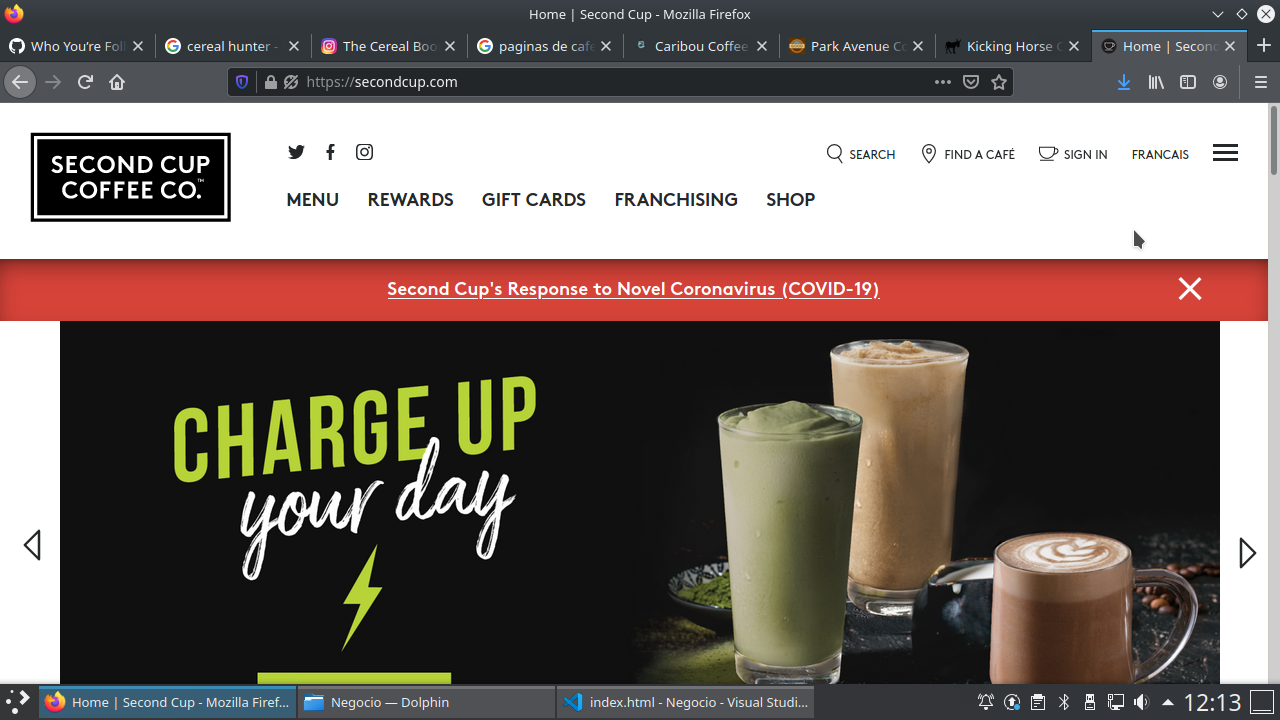 Home | Second Cup - Mozilla Firefox
Who You're Foll
cereal hunter -
The Cereal Boo
paginas de cafe
Caribou Coffee
Park Avenue Co
Kicking Horse C
Home | Second
https://secondcup.com
SECOND CUP
COFFEE CO.™
SEARCH
FIND A CAFÉ
SIGN IN
FRANCAIS
MENU
REWARDS
GIFT CARDS
FRANCHISING
SHOP
Second Cup's Response to Novel Coronavirus (COVID-19)
CHARGE UP
your day
Home | Second Cup - Mozilla Firef...
Negocio — Dolphin
index.html - Negocio - Visual Studi...
12:13